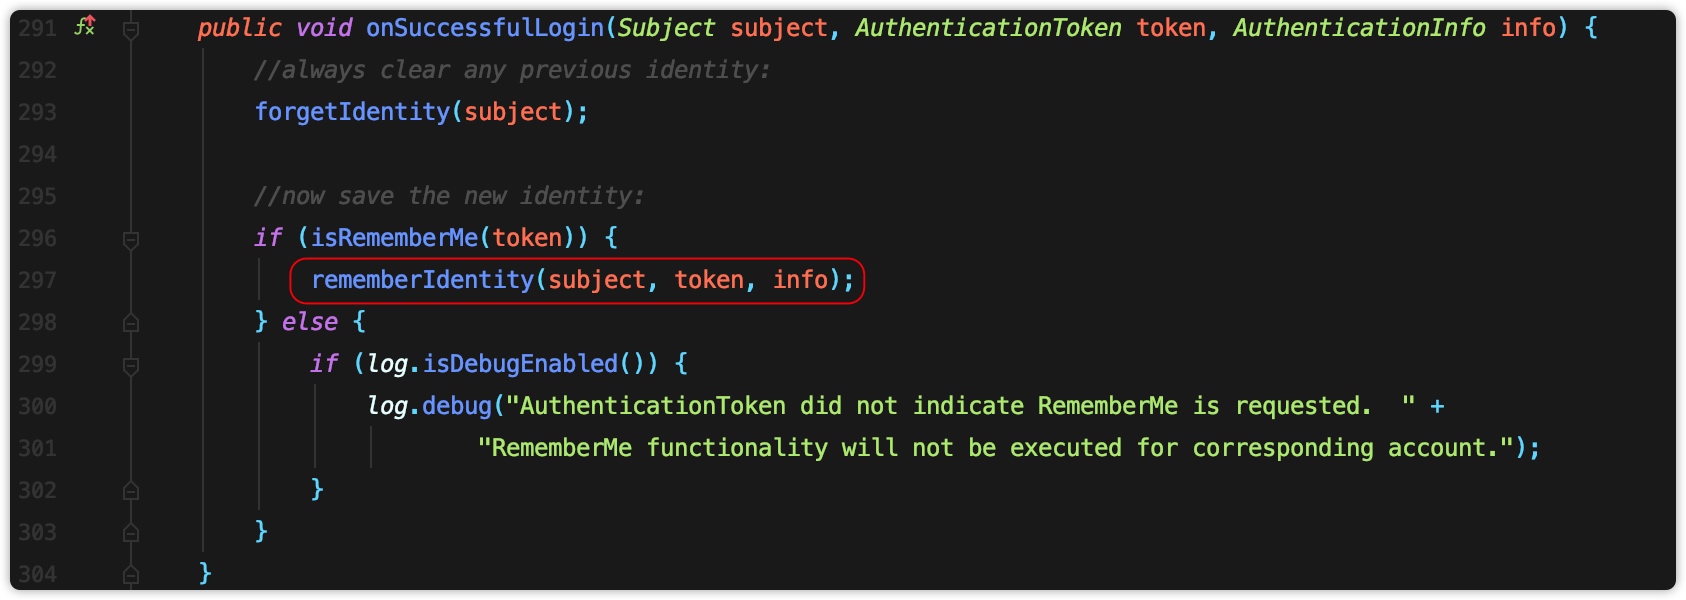 291 public void onSuccessfulLogin(Subject subject, AuthenticationToken token, AuthenticationInfo info) {
292 //always clear any previous identity:
293 forgetIdentity(subject);
294
295 //now save the new identity:
296 if (isRememberMe(token)) {
297 rememberIdentity(subject, token, info);
298 } else {
299 if (log.isDebugEnabled()) {
300 log.debug("AuthenticationToken did not indicate RememberMe is requested.  " +
301 "RememberMe functionality will not be executed for corresponding account.");
302 }
303 }
304 }